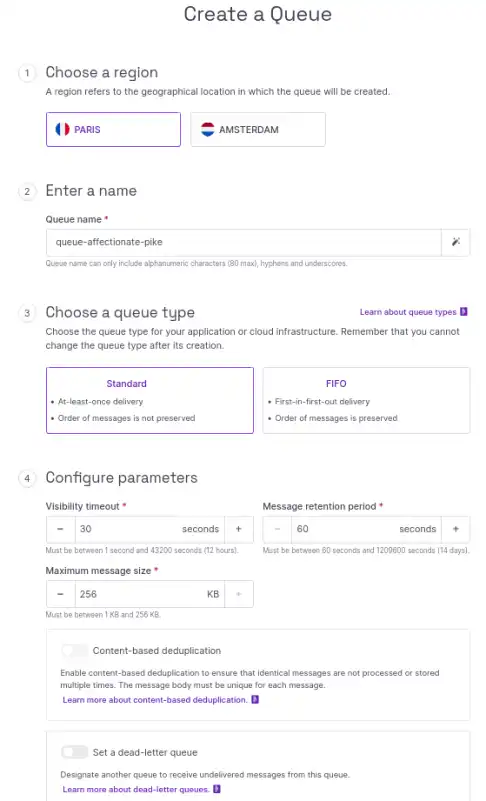 Create a Queue
1 Choose a region
A region refers to the geographical location in which the queue will be created.
PARIS AMSTERDAM
2 Enter a name
Queue name *
queue-affectionate-pike
Queue name can only include alphanumeric characters (80 max), hyphens and underscores.
3 Choose a queue type Learn about queue types
Choose the queue type for your application or cloud infrastructure. Remember that you cannot
change the queue type after its creation.
Standard FIFO
• At-least-once delivery • First-in-first-out delivery
• Order of messages is not preserved • Order of messages is preserved
4 Configure parameters
Visibility timeout * Message retention period *
− 30 seconds + − 60 seconds +
Must be between 1 second and 43200 seconds (12 hours). Must be between 60 seconds and 1209600 seconds (14 days).
Maximum message size *
− 256 KB +
Must be between 1 KB and 256 KB.
Content-based deduplication
Enable content-based deduplication to ensure that identical messages are not processed or stored
multiple times. The message body must be unique for each message.
Learn more about content-based deduplication.
Set a dead-letter queue
Designate another queue to receive undelivered messages from this queue.
Learn more about dead-letter queues.